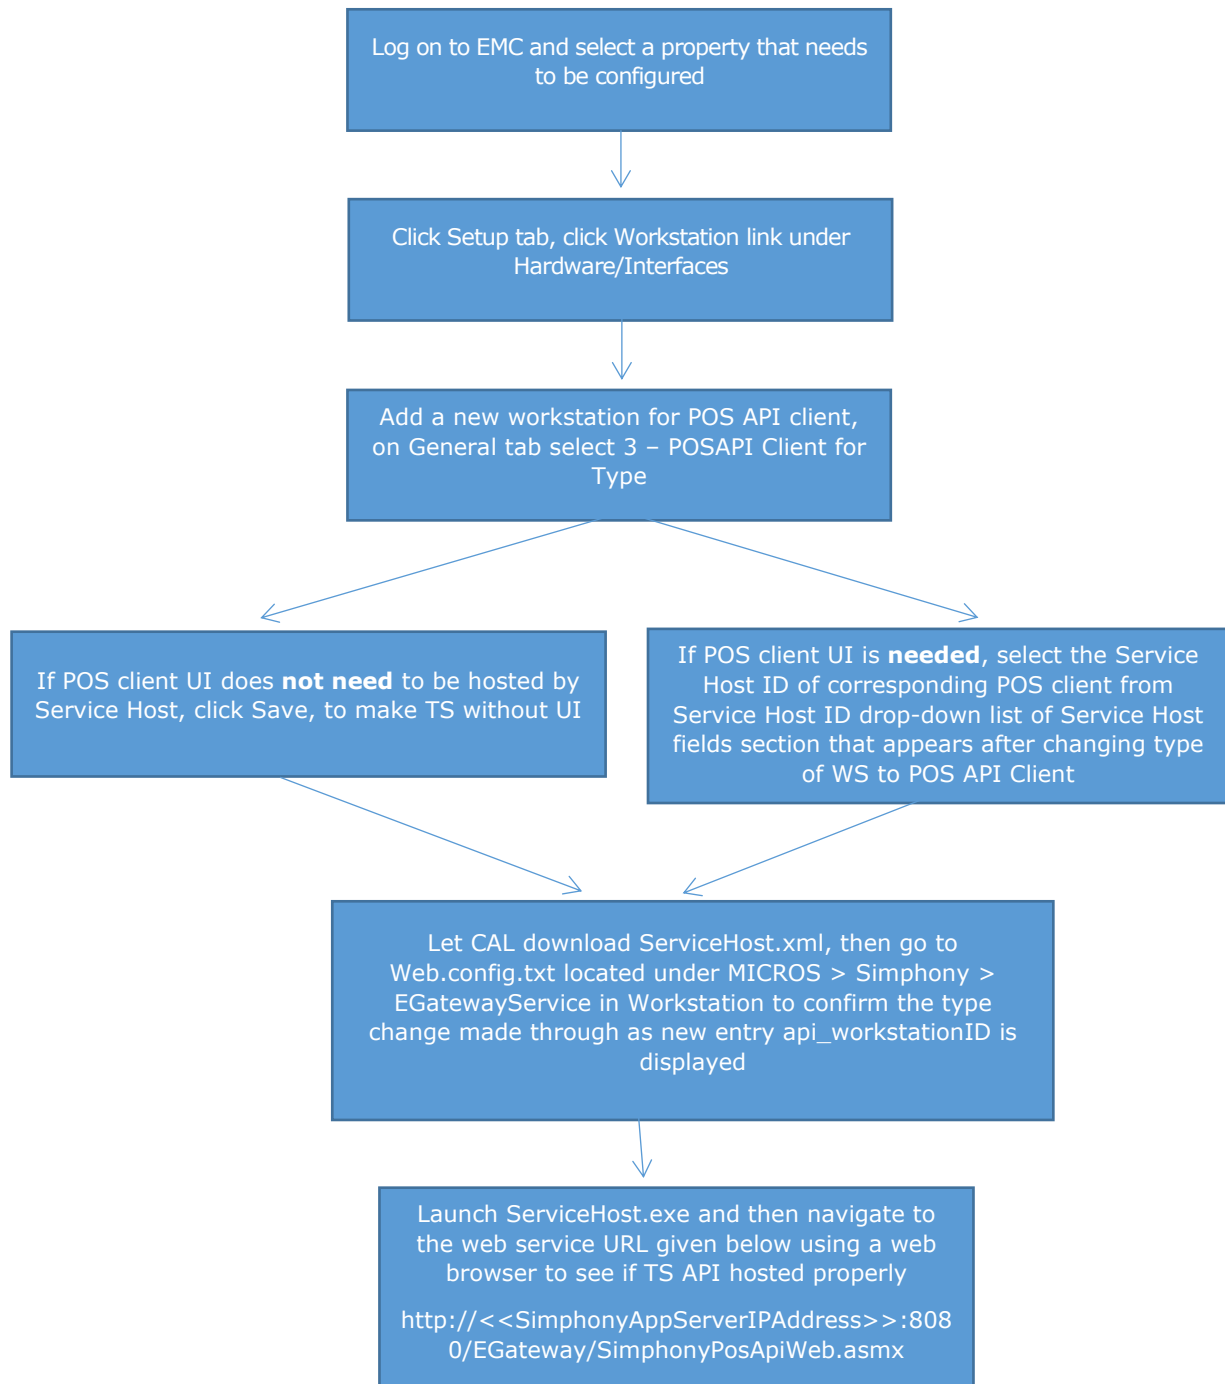 Log on to EMC and select a property that needs
to be configured
Click Setup tab, click Workstation link under
Hardware/Interfaces
Add a new workstation for POS API client,
on General tab select 3 – POSAPI Client for
Type
If POS client UI does not need to be hosted by
Service Host, click Save, to make TS without UI
If POS client UI is needed, select the Service
Host ID of corresponding POS client from
Service Host ID drop-down list of Service Host
fields section that appears after changing type
of WS to POS API Client
Let CAL download ServiceHost.xml, then go to
Web.config.txt located under MICROS > Simphony >
EGatewayService in Workstation to confirm the type
change made through as new entry api_workstationID is
displayed
Launch ServiceHost.exe and then navigate to
the web service URL given below using a web
browser to see if TS API hosted properly
http://<<SimphonyAppServerIPAddress>>:808
0/EGateway/SimphonyPosApiWeb.asmx